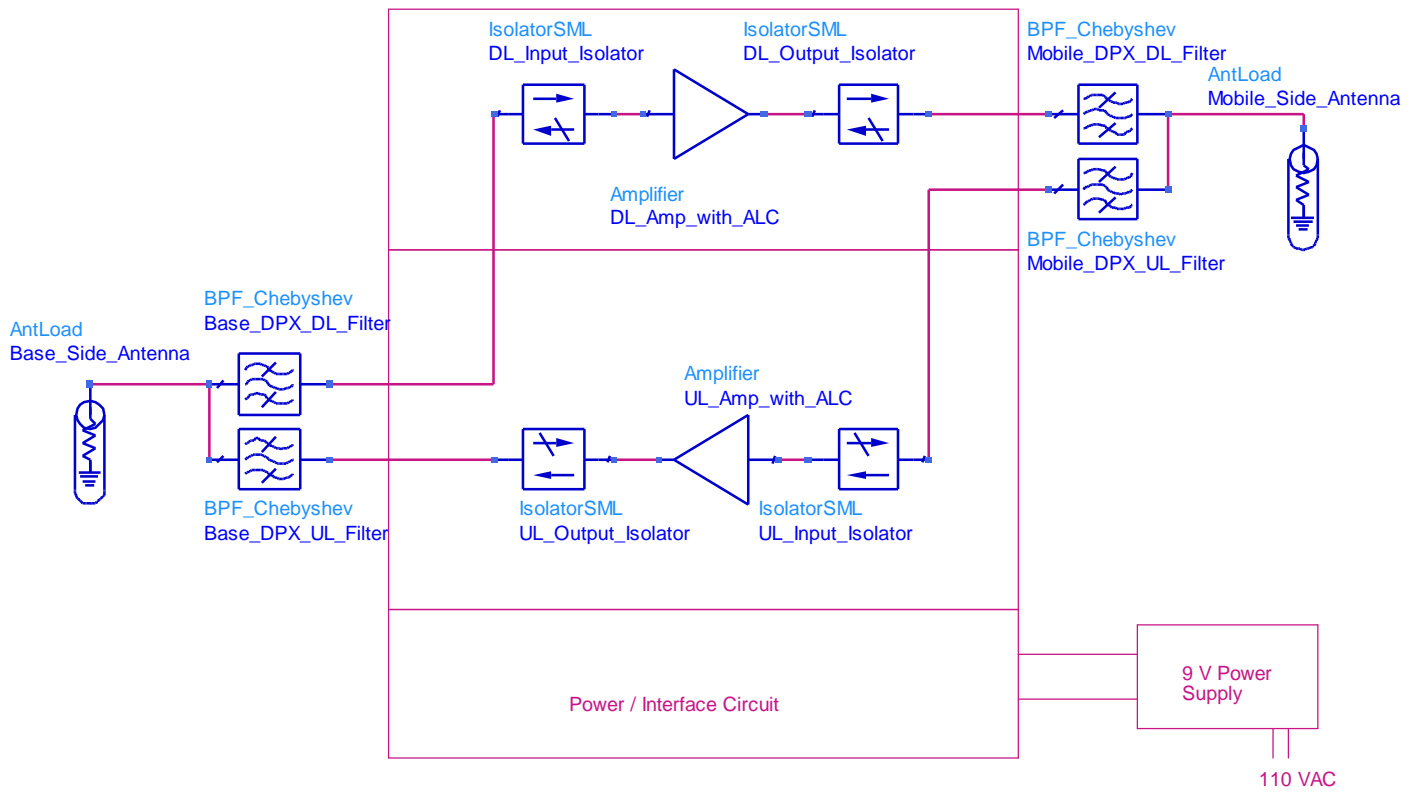 IsolatorSML
DL_Input_Isolator
IsolatorSML
DL_Output_Isolator
BPF_Chebyshev
Mobile_DPX_DL_Filter
AntLoad
Mobile_Side_Antenna
Amplifier
DL_Amp_with_ALC
BPF_Chebyshev
Mobile_DPX_UL_Filter
BPF_Chebyshev
Base_DPX_DL_Filter
AntLoad
Base_Side_Antenna
Amplifier
UL_Amp_with_ALC
BPF_Chebyshev
Base_DPX_UL_Filter
IsolatorSML
UL_Output_Isolator
IsolatorSML
UL_Input_Isolator
9 V Power
Supply
Power / Interface Circuit
110 VAC